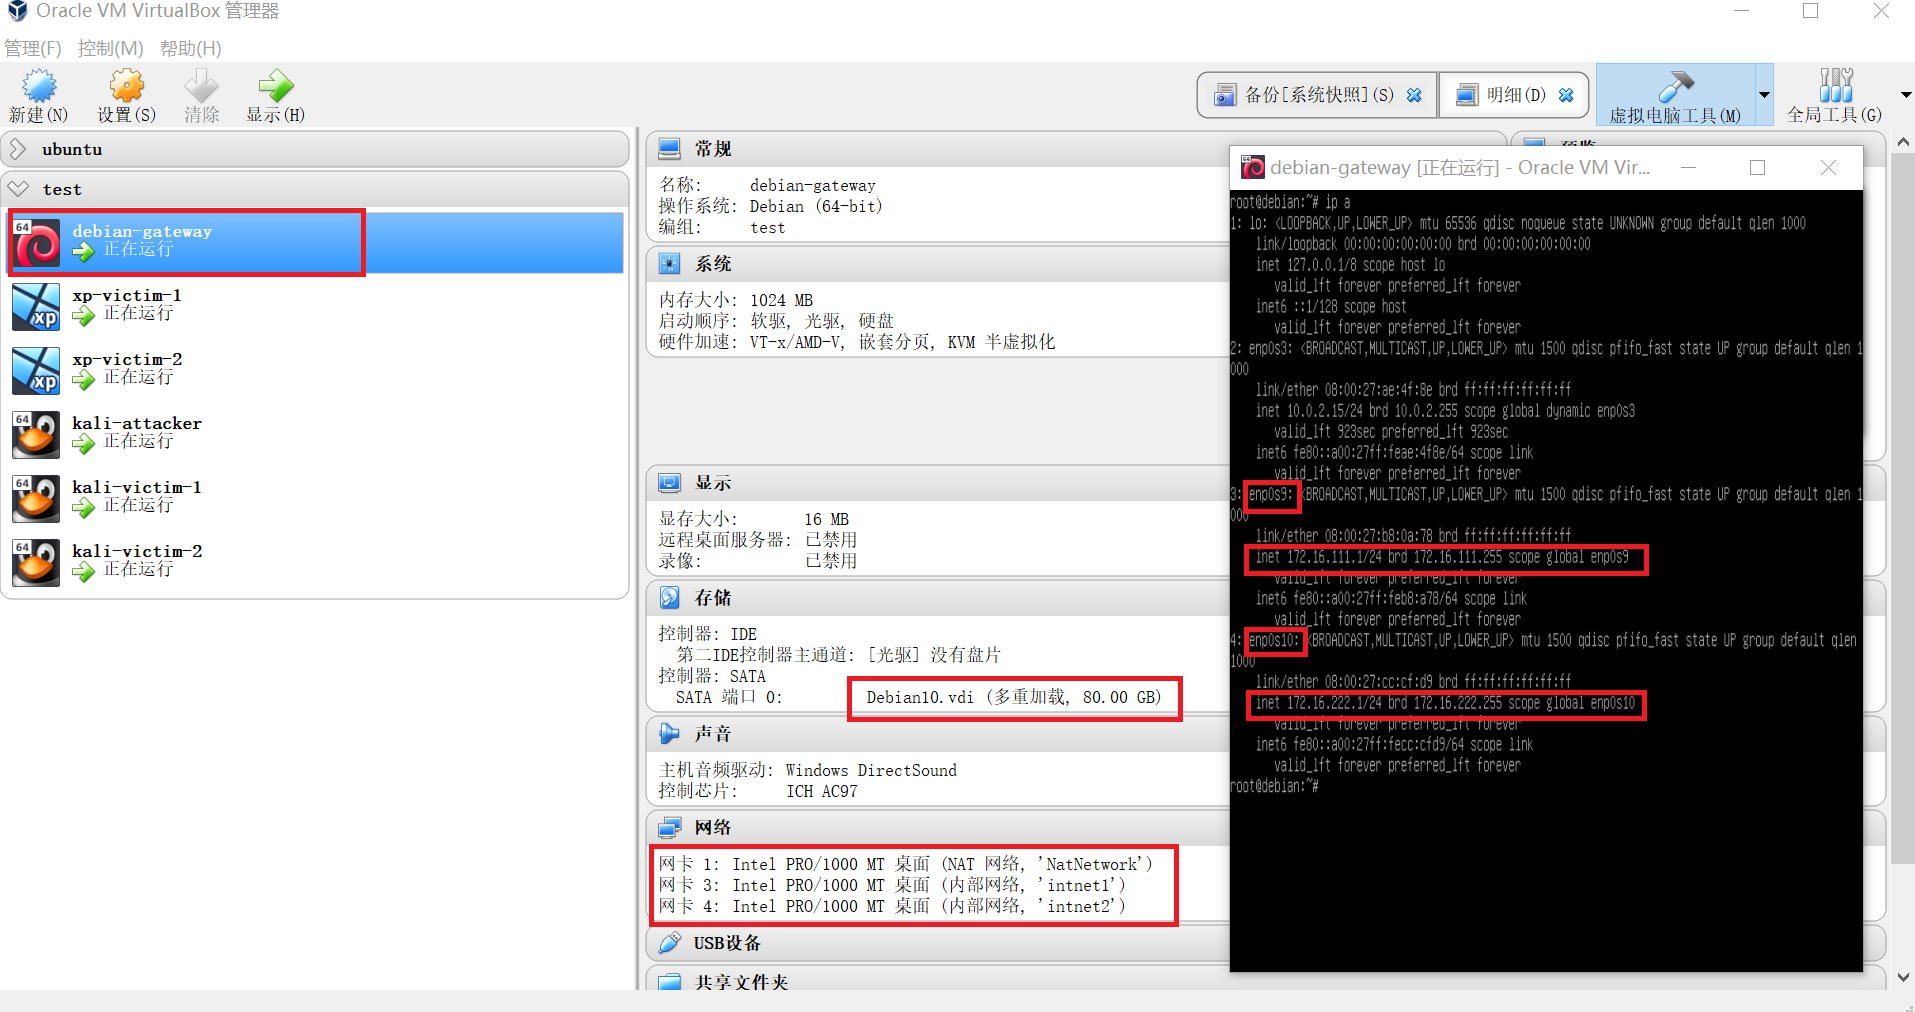 Oracle VM VirtualBox 管理器
管理(F) 控制(M) 帮助(H)
新建(N) 设置(S) 清除 显示(H)
备份[系统快照](S) 明细(D) 虚拟电脑工具(M) 全局工具(G)
ubuntu
test
64
debian-gateway
正在运行
xp
xp-victim-1
正在运行
xp
xp-victim-2
正在运行
64
kali-attacker
正在运行
64
kali-victim-1
正在运行
64
kali-victim-2
正在运行
常规
名称: debian-gateway
操作系统: Debian (64-bit)
编组: test
系统
内存大小: 1024 MB
启动顺序: 软驱, 光驱, 硬盘
硬件加速: VT-x/AMD-V, 嵌套分页, KVM 半虚拟化
显示
显存大小: 16 MB
远程桌面服务器: 已禁用
录像: 已禁用
存储
控制器: IDE
第二IDE控制器主通道: [光驱] 没有盘片
控制器: SATA
SATA 端口 0: Debian10.vdi (多重加载, 80.00 GB)
声音
主机音频驱动: Windows DirectSound
控制芯片: ICH AC97
网络
网卡 1: Intel PRO/1000 MT 桌面 (NAT 网络, 'NatNetwork')
网卡 3: Intel PRO/1000 MT 桌面 (内部网络, 'intnet1')
网卡 4: Intel PRO/1000 MT 桌面 (内部网络, 'intnet2')
USB设备
共享文件夹
64
debian-gateway [正在运行] - Oracle VM Vir...
root@debian:~# ip a
1: lo: <LOOPBACK,UP,LOWER_UP> mtu 65536 qdisc noqueue state UNKNOWN group default qlen 1000
link/loopback 00:00:00:00:00:00 brd 00:00:00:00:00:00
inet 127.0.0.1/8 scope host lo
valid_lft forever preferred_lft forever
inet6 ::1/128 scope host
valid_lft forever preferred_lft forever
2: enp0s3: <BROADCAST,MULTICAST,UP,LOWER_UP> mtu 1500 qdisc pfifo_fast state UP group default qlen 1
000
link/ether 08:00:27:ae:4f:8e brd ff:ff:ff:ff:ff:ff
inet 10.0.2.15/24 brd 10.0.2.255 scope global dynamic enp0s3
valid_lft 923sec preferred_lft 923sec
inet6 fe80::a00:27ff:feae:4f8e/64 scope link
valid_lft forever preferred_lft forever
3: enp0s9: <BROADCAST,MULTICAST,UP,LOWER_UP> mtu 1500 qdisc pfifo_fast state UP group default qlen 1
000
link/ether 08:00:27:b8:0a:78 brd ff:ff:ff:ff:ff:ff
inet 172.16.111.1/24 brd 172.16.111.255 scope global enp0s9
valid_lft forever preferred_lft forever
inet6 fe80::a00:27ff:feb8:a78/64 scope link
valid_lft forever preferred_lft forever
4: enp0s10: <BROADCAST,MULTICAST,UP,LOWER_UP> mtu 1500 qdisc pfifo_fast state UP group default qlen
1000
link/ether 08:00:27:cc:cf:d9 brd ff:ff:ff:ff:ff:ff
inet 172.16.222.1/24 brd 172.16.222.255 scope global enp0s10
valid_lft forever preferred_lft forever
inet6 fe80::a00:27ff:fecc:cfd9/64 scope link
valid_lft forever preferred_lft forever
root@debian:~#